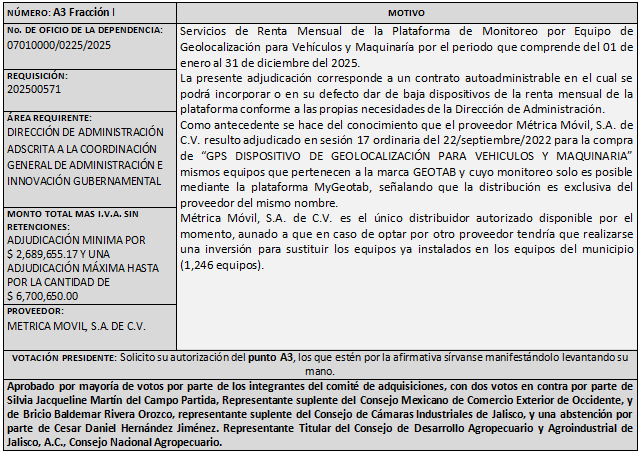 NÚMERO: A3 Fracción I
No. DE OFICIO DE LA DEPENDENCIA:
07010000/0225/2025
REQUISICIÓN:
202500571
ÁREA REQUIRENTE:
DIRECCIÓN DE ADMINISTRACIÓN
ADSCRITA A LA COORDINACIÓN
GENERAL DE ADMINISTRACIÓN E
INNOVACIÓN GUBERNAMENTAL
MONTO TOTAL MAS I.V.A. SIN
RETENCIONES:
ADJUDICACIÓN MINIMA POR
$ 2,689,655.17 Y UNA
ADJUDICACIÓN MÁXIMA HASTA
POR LA CANTIDAD DE
$ 6,700,650.00
PROVEEDOR:
METRICA MOVIL, S.A. DE C.V.
MOTIVO
Servicios de Renta Mensual de la Plataforma de Monitoreo por Equipo de
Geolocalización para Vehículos y Maquinaría por el periodo que comprende del 01 de
enero al 31 de diciembre del 2025.
La presente adjudicación corresponde a un contrato autoadministrable en el cual se
podrá incorporar o en su defecto dar de baja dispositivos de la renta mensual de la
plataforma conforme a las propias necesidades de la Dirección de Administración.
Como antecedente se hace del conocimiento que el proveedor Métrica Móvil, S.A. de
C.V. resulto adjudicado en sesión 17 ordinaria del 22/septiembre/2022 para la compra
de “GPS DISPOSITIVO DE GEOLOCALIZACIÓN PARA VEHICULOS Y MAQUINARIA”
mismos equipos que pertenecen a la marca GEOTAB y cuyo monitoreo solo es posible
mediante la plataforma MyGeotab, señalando que la distribución es exclusiva del
proveedor del mismo nombre.
Métrica Móvil, S.A. de C.V. es el único distribuidor autorizado disponible por el
momento, aunado a que en caso de optar por otro proveedor tendría que realizarse
una inversión para sustituir los equipos ya instalados en los equipos del municipio
(1,246 equipos).
VOTACIÓN PRESIDENTE: Solicito su autorización del punto A3, los que estén por la afirmativa sírvanse manifestándolo levantando su
mano.
Aprobado por mayoría de votos por parte de los integrantes del comité de adquisiciones, con dos votos en contra por parte de
Silvia Jacqueline Martín del Campo Partida, Representante suplente del Consejo Mexicano de Comercio Exterior de Occidente, y
de Bricio Baldemar Rivera Orozco, representante suplente del Consejo de Cámaras Industriales de Jalisco, y una abstención por
parte de Cesar Daniel Hernández Jiménez. Representante Titular del Consejo de Desarrollo Agropecuario y Agroindustrial de
Jalisco, A.C., Consejo Nacional Agropecuario.